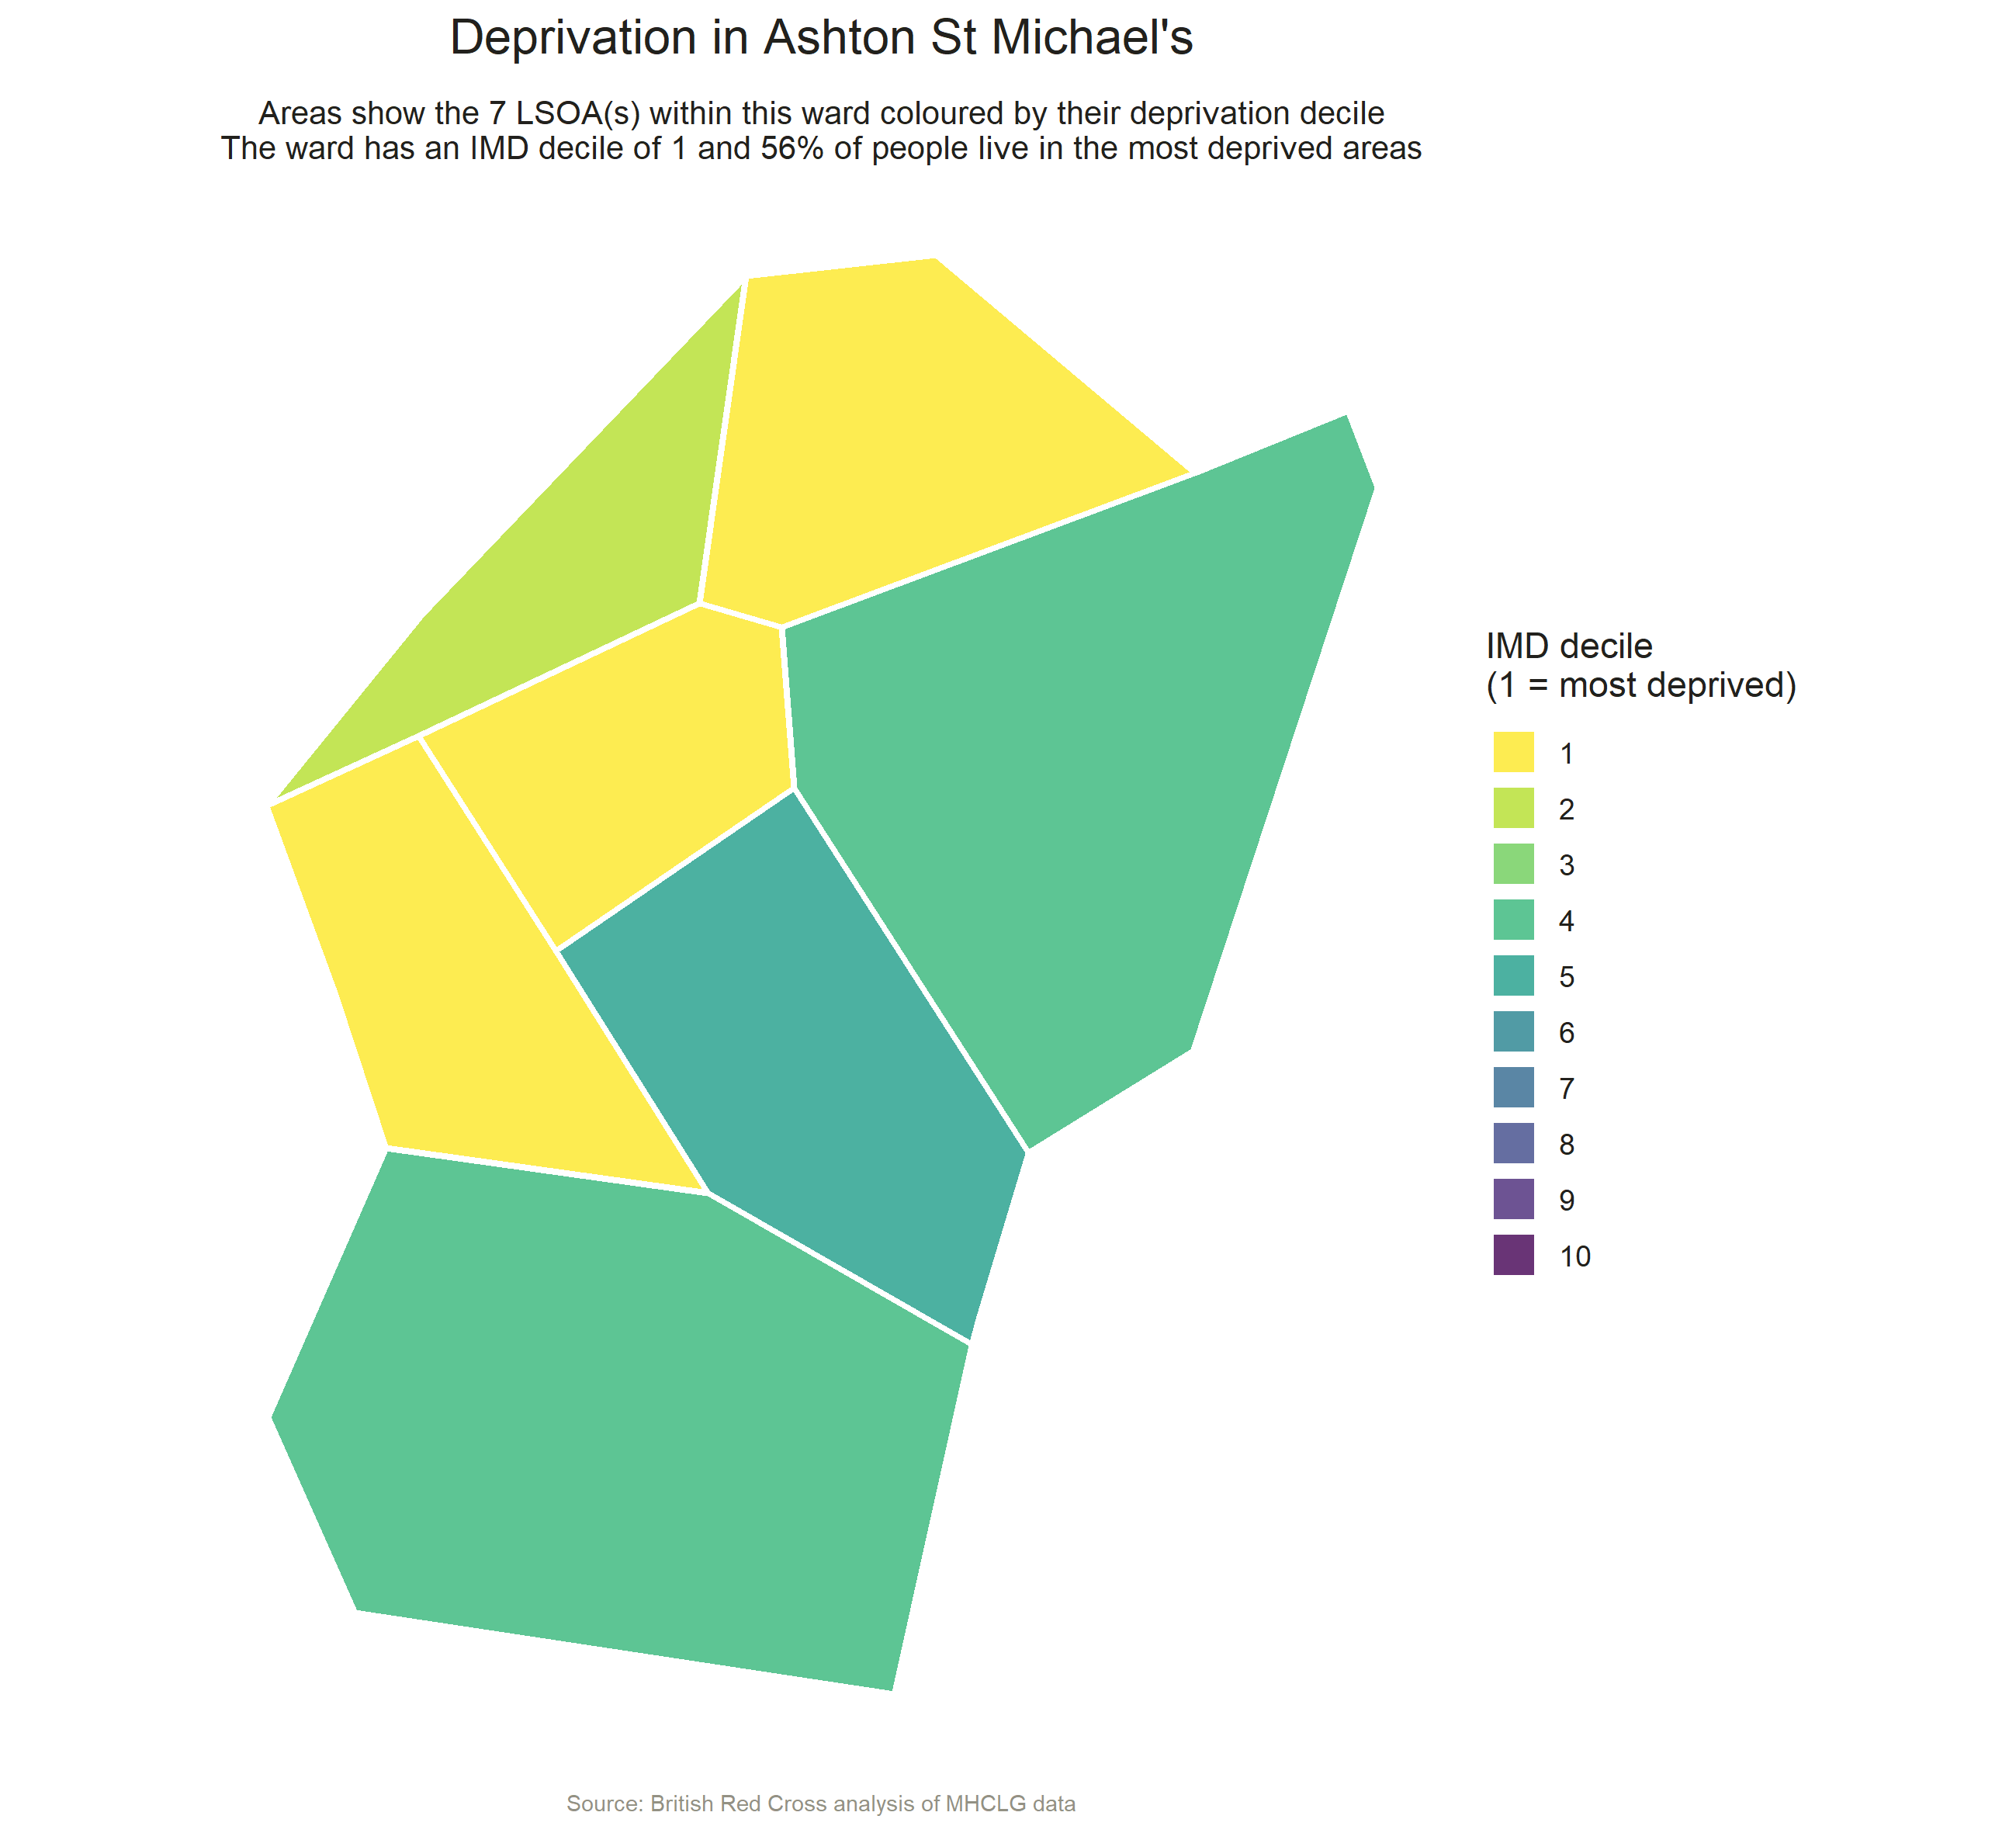 Deprivation in Ashton St Michael's
Areas show the 7 LSOA(s) within this ward coloured by their deprivation decile
The ward has an IMD decile of 1 and 56% of people live in the most deprived areas
IMD decile
(1 = most deprived)
1
2
3
4
5
6
7
8
9
10
Source: British Red Cross analysis of MHCLG data